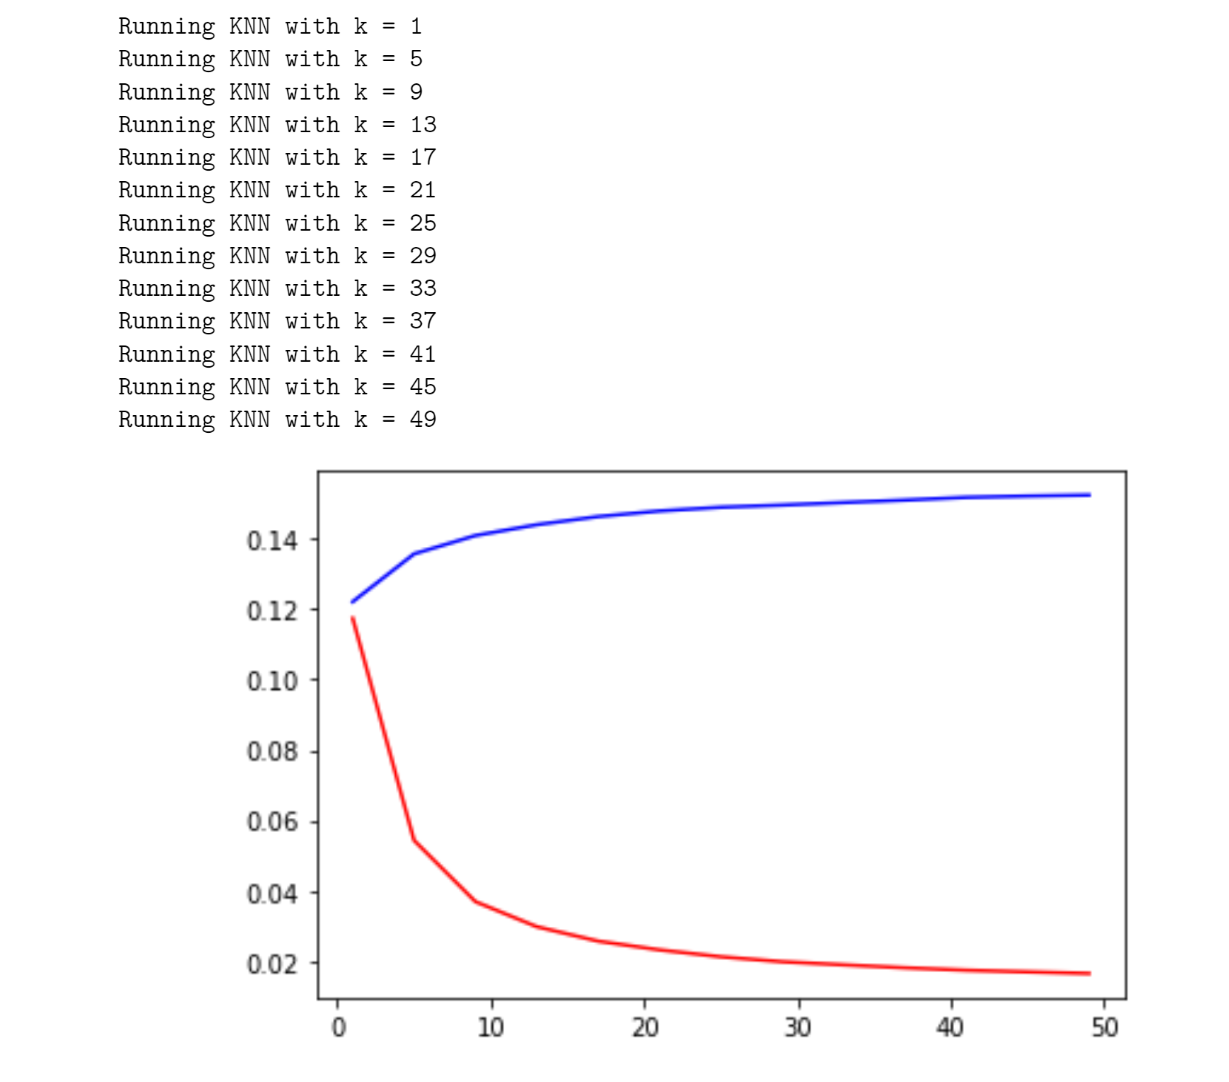 Running KNN with k = 1
Running KNN with k = 5
Running KNN with k = 9
Running KNN with k = 13
Running KNN with k = 17
Running KNN with k = 21
Running KNN with k = 25
Running KNN with k = 29
Running KNN with k = 33
Running KNN with k = 37
Running KNN with k = 41
Running KNN with k = 45
Running KNN with k = 49
0.14
0.12
0.10
0.08
0.06
0.04
0.02
0 10 20 30 40 50